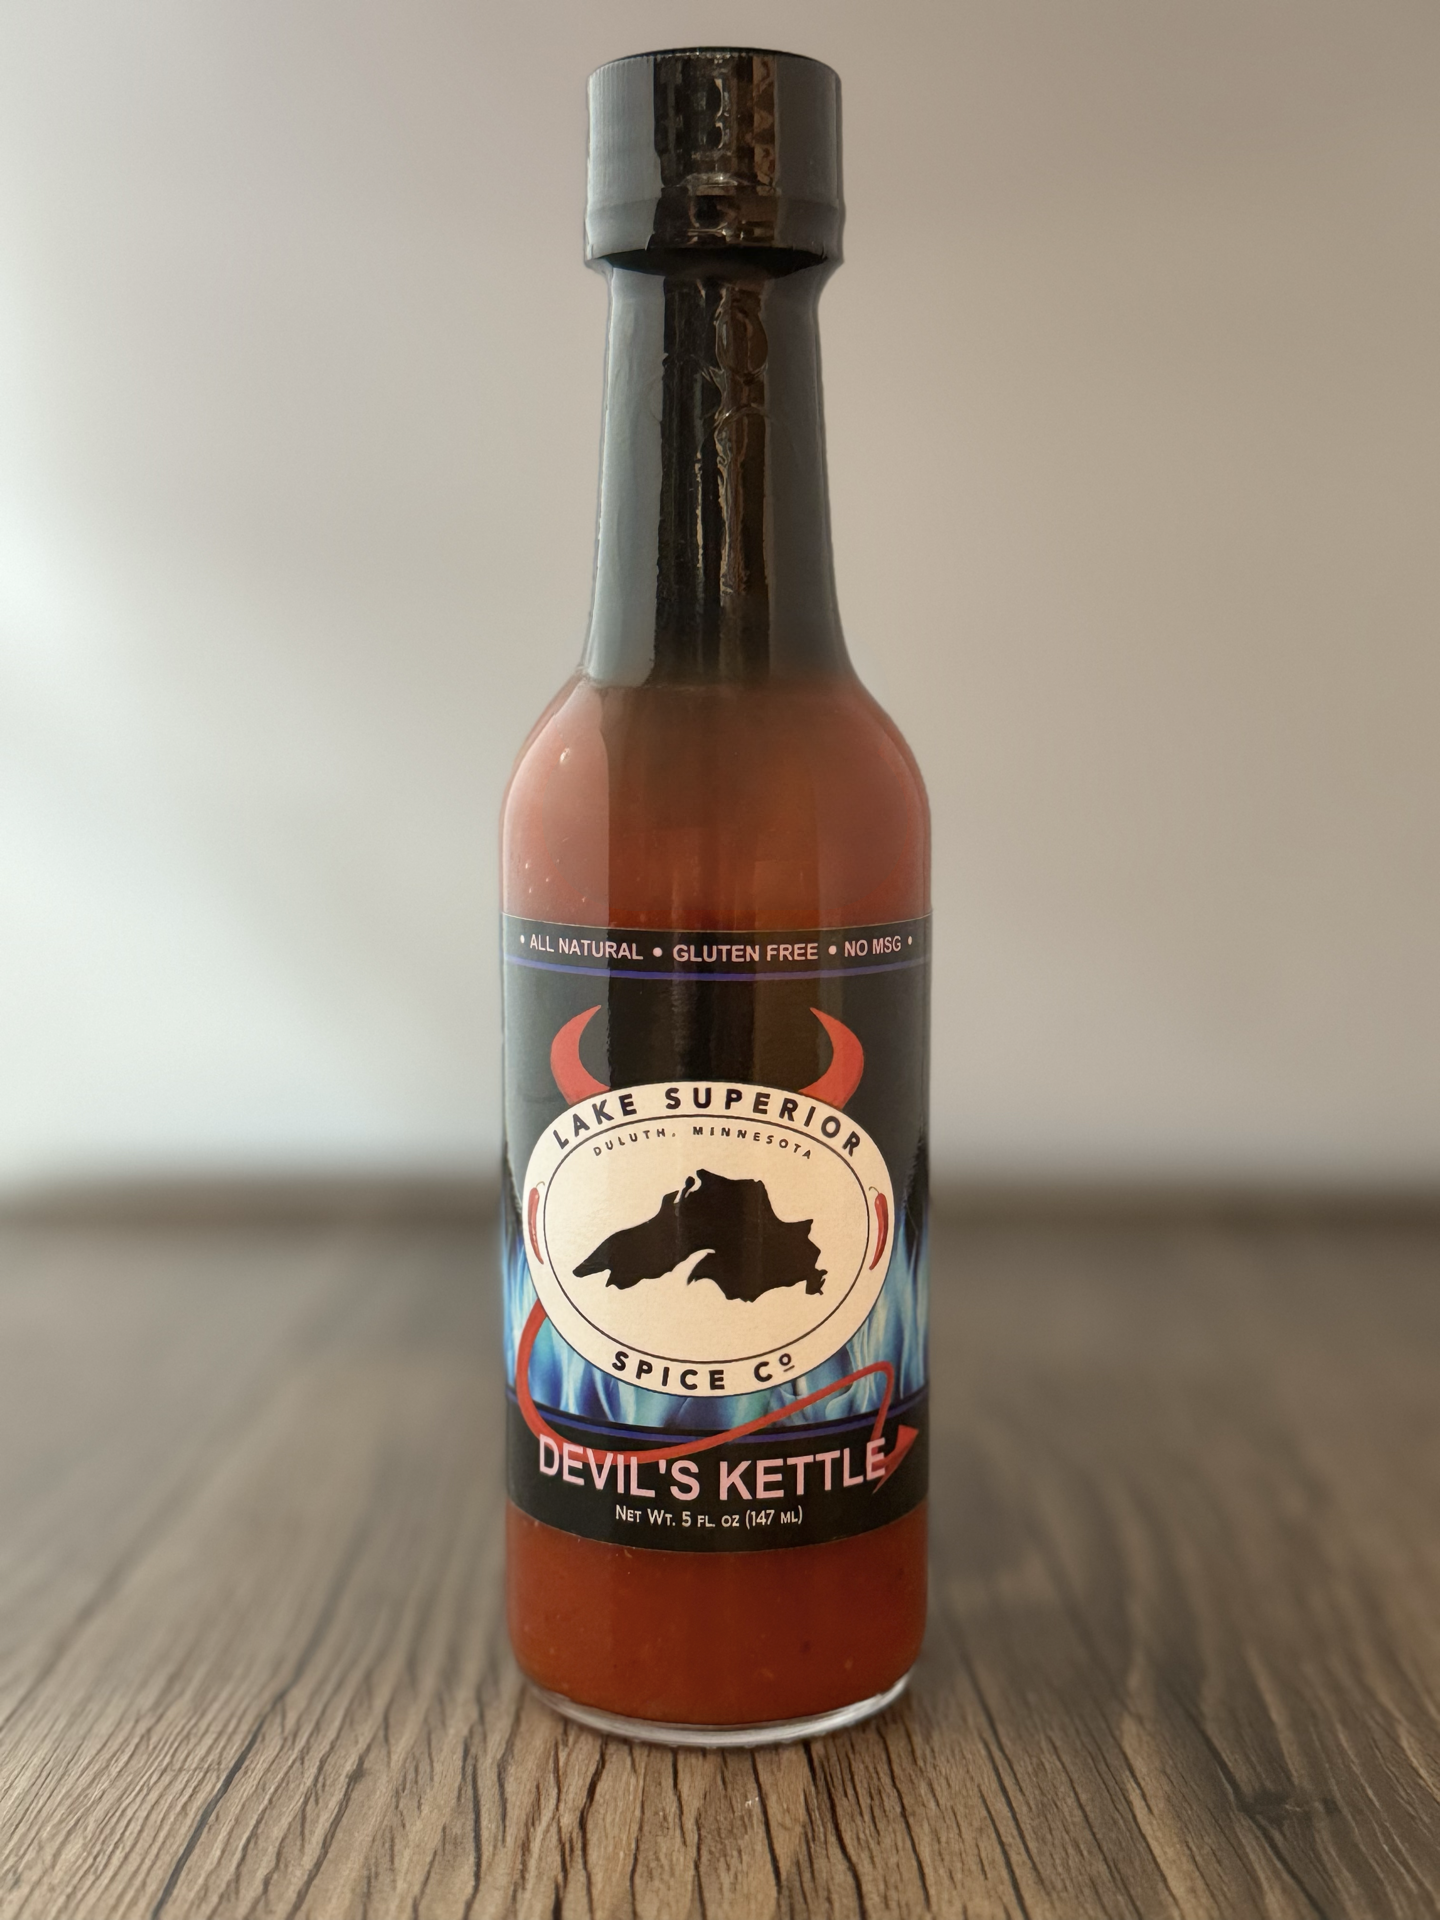 • ALL NATURAL • GLUTEN FREE • NO MSG •
LAKE SUPERIOR
DULUTH, MINNESOTA
SPICE Cº
DEVIL'S KETTLE
NET WT. 5 FL. OZ (147 ML)